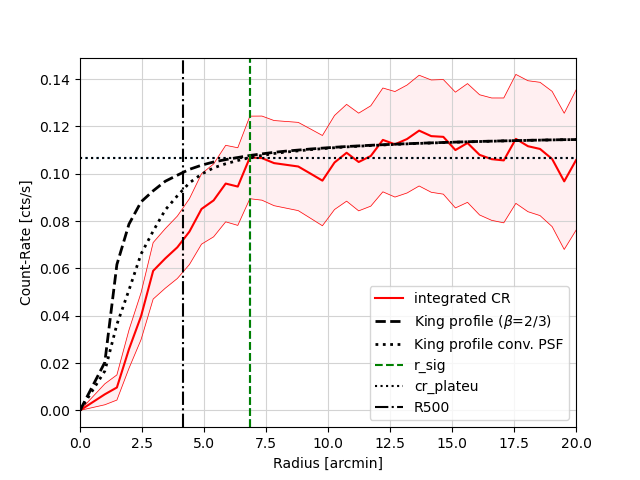 0.14
0.12
0.10
0.08
0.06
0.04
0.02
0.00
Count-Rate [cts/s]
integrated CR
King profile (β=2/3)
King profile conv. PSF
r_sig
cr_plateu
R500
0.0 2.5 5.0 7.5 10.0 12.5 15.0 17.5 20.0
Radius [arcmin]